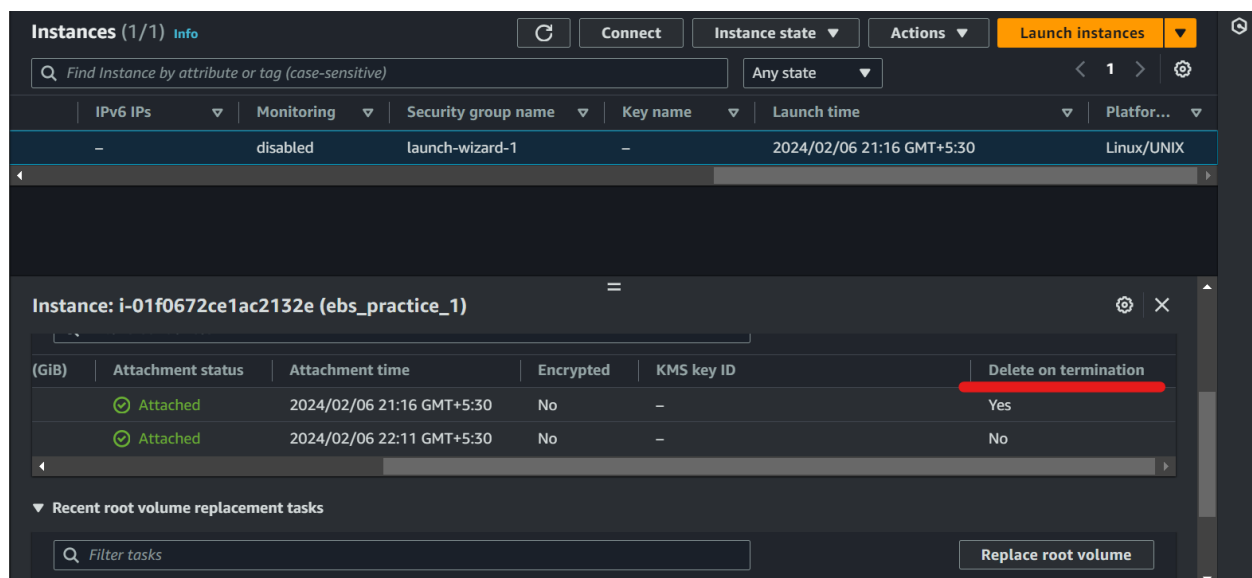 Instances (1/1) Info
Connect
Instance state
Actions
Launch instances
Find Instance by attribute or tag (case-sensitive)
Any state
1
IPv6 IPs Monitoring Security group name Key name Launch time Platfor...
– disabled launch-wizard-1 – 2024/02/06 21:16 GMT+5:30 Linux/UNIX
Instance: i-01f0672ce1ac2132e (ebs_practice_1)
(GiB) Attachment status Attachment time Encrypted KMS key ID Delete on termination
Attached 2024/02/06 21:16 GMT+5:30 No – Yes
Attached 2024/02/06 22:11 GMT+5:30 No – No
Recent root volume replacement tasks
Filter tasks
Replace root volume